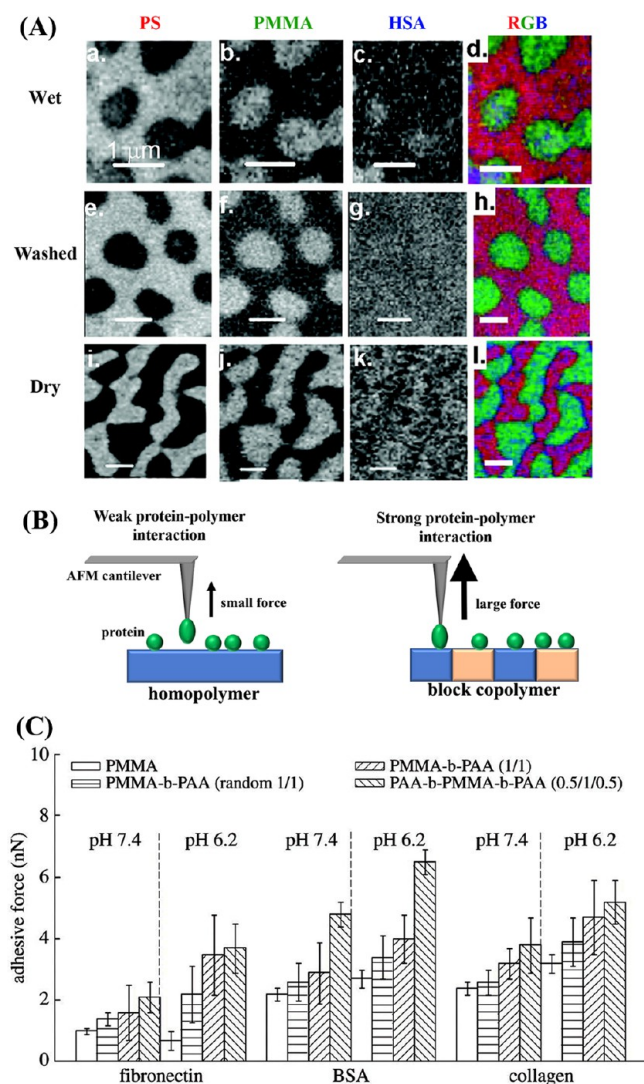 (A)
PS PMMA HSA RGB
Wet
a. b. c. d.
1 μm
Washed
e. f. g. h.
Dry
i. j. k. l.
(B)
Weak protein-polymer
interaction
Strong protein-polymer
interaction
AFM cantilever
small force
large force
protein
homopolymer
block copolymer
(C)
10
8
6
4
2
0
adhesive force (nN)
PMMA
PMMA-b-PAA (random 1/1)
PMMA-b-PAA (1/1)
PAA-b-PMMA-b-PAA (0.5/1/0.5)
pH 7.4 pH 6.2 pH 7.4 pH 6.2 pH 7.4 pH 6.2
fibronectin BSA collagen